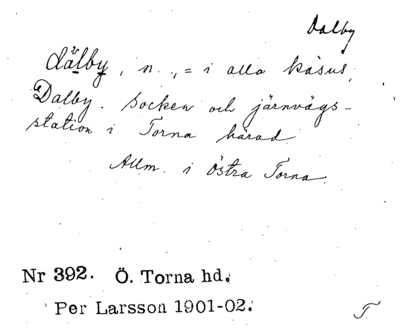 Dalby
dălby, n., = i alla kasus,
Dalby. Socken och järnvägs-
station i Torna härad.
Allm. i Östra Torna.
Nr 392. Ö. Torna hd.
Per Larsson 1901-02.
T.